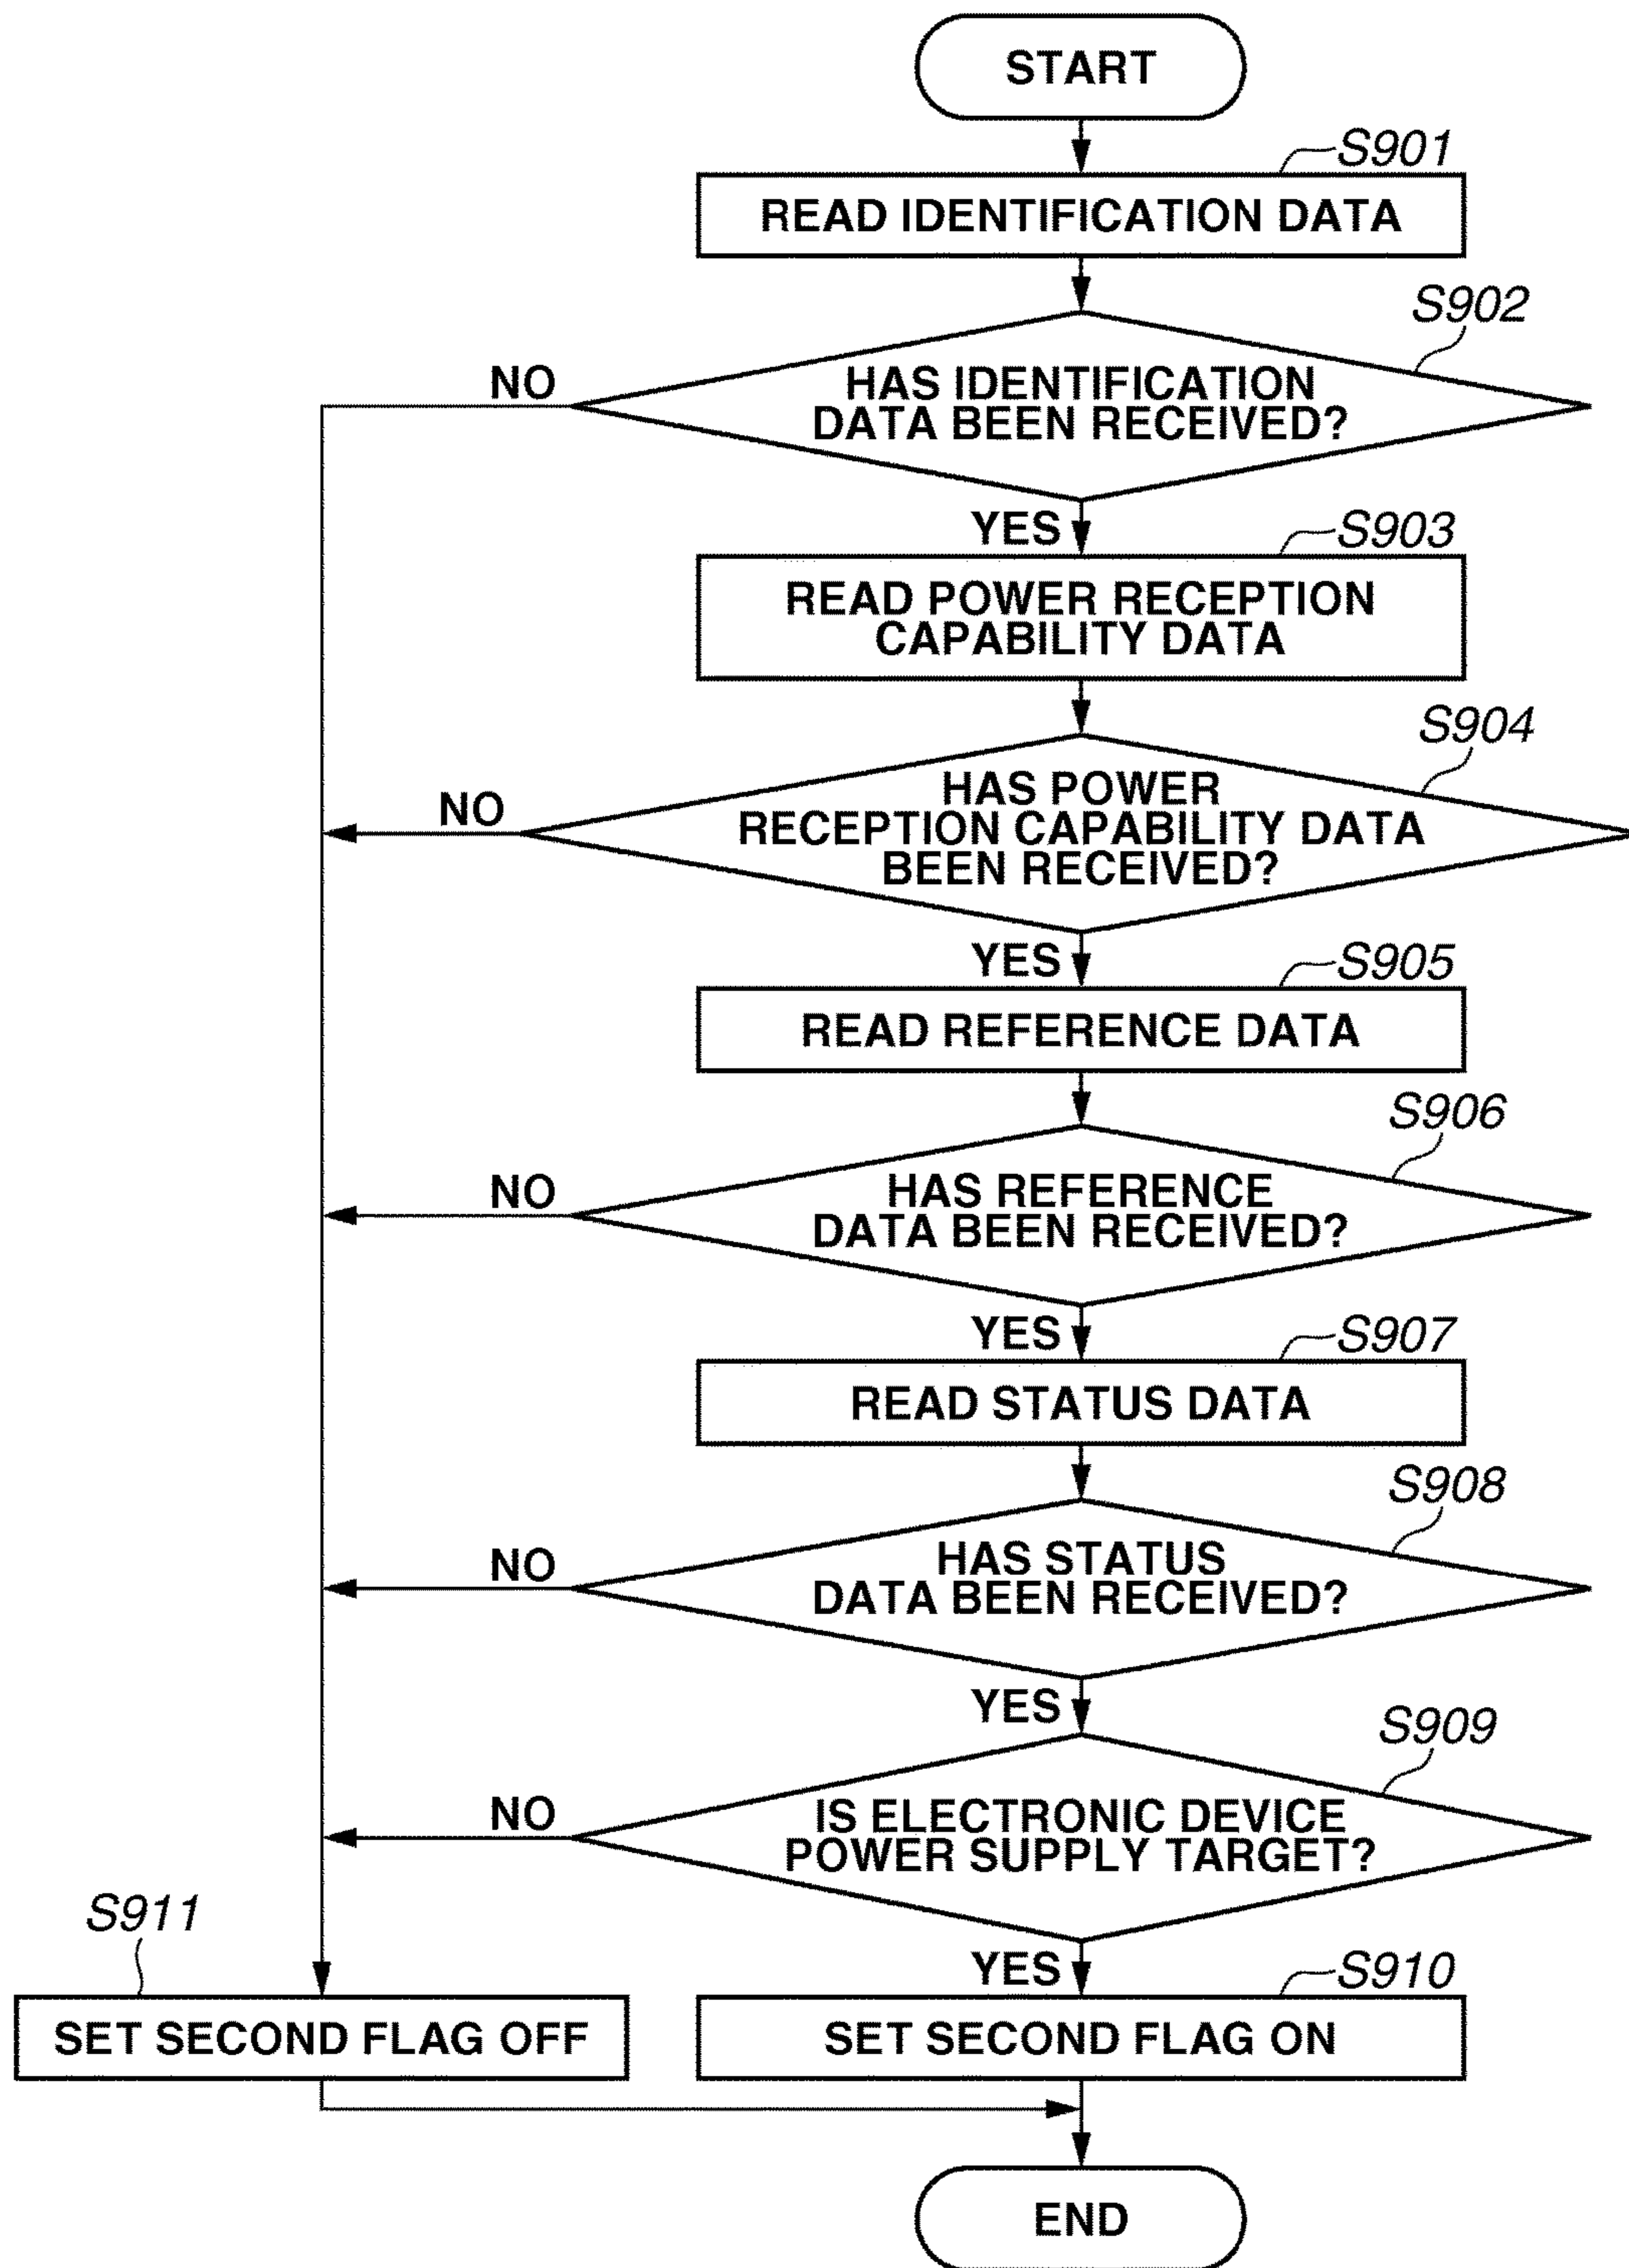 START
S901
READ IDENTIFICATION DATA
S902
NO
HAS IDENTIFICATION
DATA BEEN RECEIVED?
YES
S903
READ POWER RECEPTION
CAPABILITY DATA
S904
NO
HAS POWER
RECEPTION CAPABILITY DATA
BEEN RECEIVED?
YES
S905
READ REFERENCE DATA
S906
NO
HAS REFERENCE
DATA BEEN RECEIVED?
YES
S907
READ STATUS DATA
S908
NO
HAS STATUS
DATA BEEN RECEIVED?
YES
S909
NO
IS ELECTRONIC DEVICE
POWER SUPPLY TARGET?
S911
YES
S910
SET SECOND FLAG OFF
SET SECOND FLAG ON
END